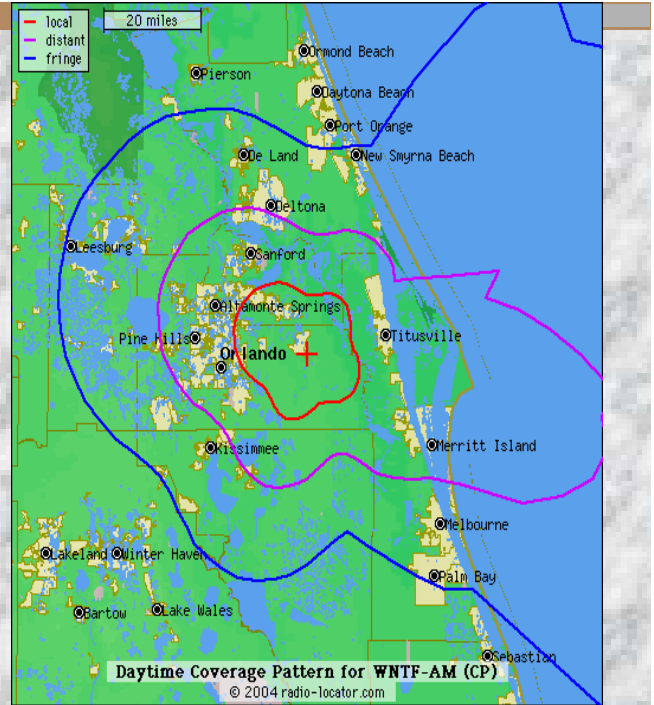 local
distant
fringe
20 miles
Ormond Beach
Pierson
Daytona Beach
Port Orange
De Land
New Smyrna Beach
Deltona
Leesburg
Sanford
Altamonte Springs
Pine Hills
Titusville
Orlando
Merritt Island
Kissimmee
Melbourne
Lakeland
Winter Haven
Palm Bay
Bartow
Lake Wales
Sebastian
Daytime Coverage Pattern for WNTF-AM (CP)
© 2004 radio-locator.com